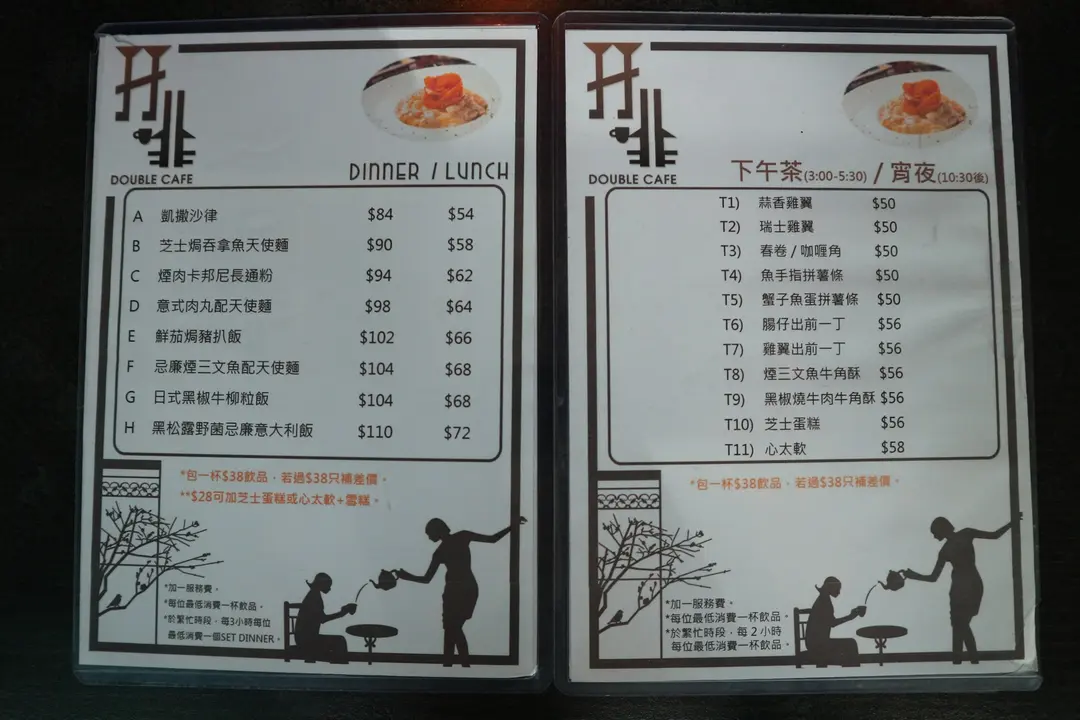 DOUBLE CAFE
DINNER / LUNCH
A 凱撒沙律 $84 $54
B 芝士焗吞拿魚天使麵 $90 $58
C 煙肉卡邦尼長通粉 $94 $62
D 意式肉丸配天使麵 $98 $64
E 鮮茄焗豬扒飯 $102 $66
F 忌廉煙三文魚配天使麵 $104 $68
G 日式黑椒牛柳粒飯 $104 $68
H 黑松露野菌忌廉意大利飯 $110 $72
*包一杯$38飲品，若過$38只補差價。
**$28可加芝士蛋糕或心太軟+雪糕。
*加一服務費。
*每位最低消費一杯飲品。
*於繁忙時段，每3小時每位
最低消費一個SET DINNER。
DOUBLE CAFE
下午茶(3:00-5:30) / 宵夜(10:30後)
T1) 蒜香雞翼 $50
T2) 瑞士雞翼 $50
T3) 春卷 / 咖喱角 $50
T4) 魚手指拼薯條 $50
T5) 蟹子魚蛋拼薯條 $50
T6) 腸仔出前一丁 $56
T7) 雞翼出前一丁 $56
T8) 煙三文魚牛角酥 $56
T9) 黑椒燒牛肉牛角酥 $56
T10) 芝士蛋糕 $56
T11) 心太軟 $58
*包一杯$38飲品，若過$38只補差價。
*加一服務費。
*每位最低消費一杯飲品。
*於繁忙時段，每 2 小時
每位最低消費一杯飲品。